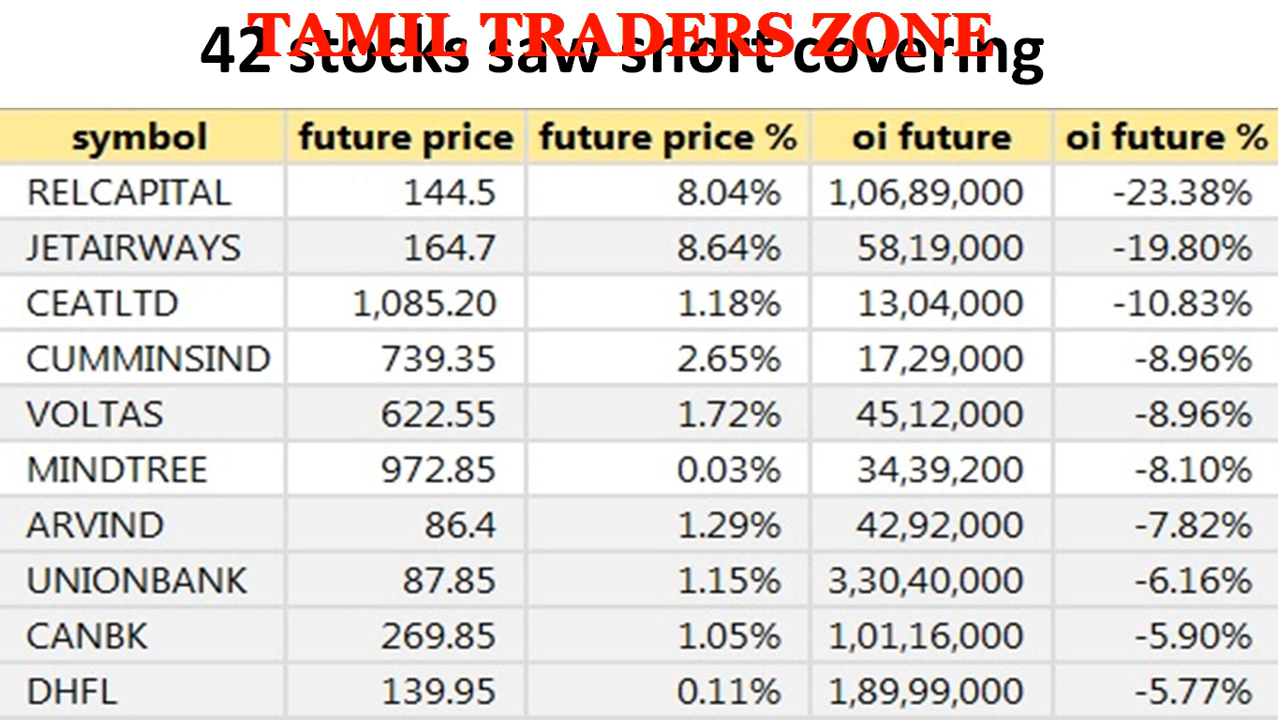 TAMIL TRADERS ZONE
42 stocks saw short covering
symbol future price future price % oi future oi future %
RELCAPITAL 144.5 8.04% 1,06,89,000 -23.38%
JETAIRWAYS 164.7 8.64% 58,19,000 -19.80%
CEATLTD 1,085.20 1.18% 13,04,000 -10.83%
CUMMINSIND 739.35 2.65% 17,29,000 -8.96%
VOLTAS 622.55 1.72% 45,12,000 -8.96%
MINDTREE 972.85 0.03% 34,39,200 -8.10%
ARVIND 86.4 1.29% 42,92,000 -7.82%
UNIONBANK 87.85 1.15% 3,30,40,000 -6.16%
CANBK 269.85 1.05% 1,01,16,000 -5.90%
DHFL 139.95 0.11% 1,89,99,000 -5.77%